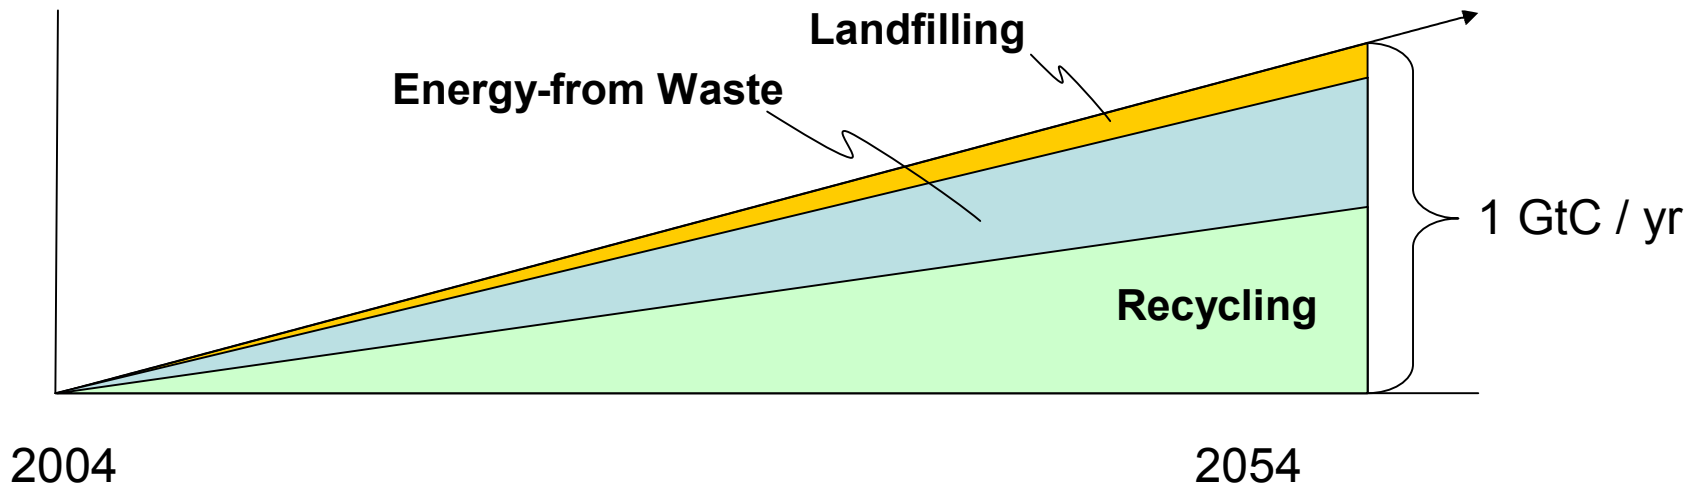 Landfilling
Energy-from Waste
1 GtC / yr
Recycling
2004
2054